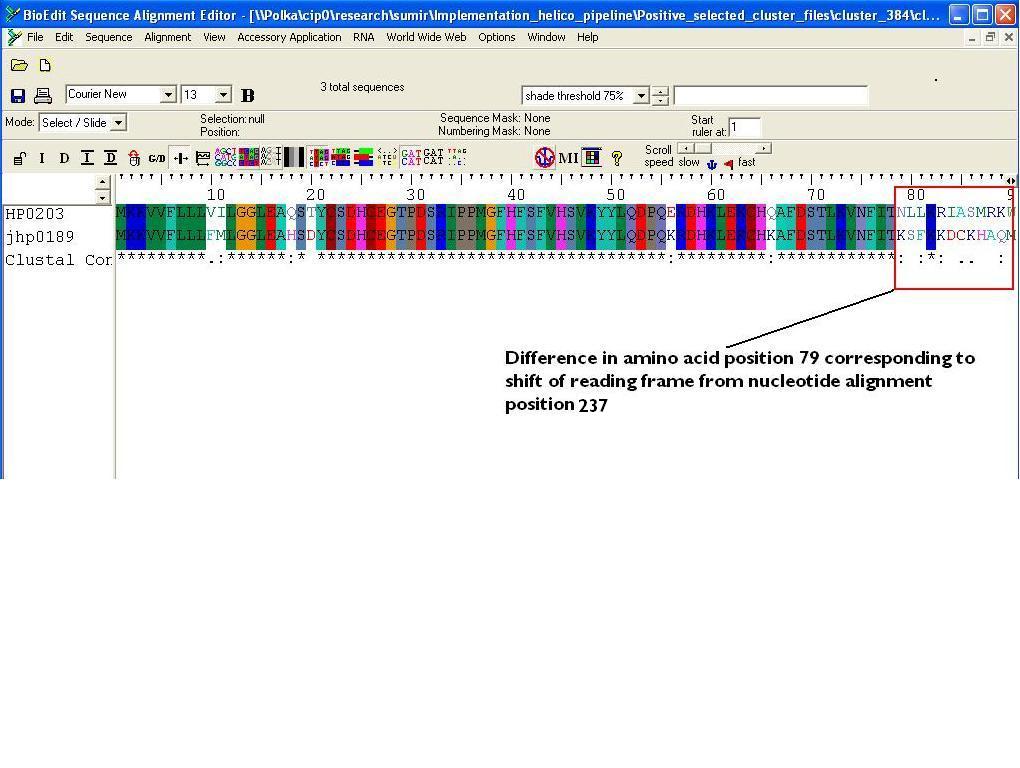 BioEdit Sequence Alignment Editor - [\\Polka\cip0\research\sumir\Implementation_helico_pipeline\Positive_selected_cluster_files\cluster_384\cl...
File Edit Sequence Alignment View Accessory Application RNA World Wide Web Options Window Help
Courier New 13 B 3 total sequences shade threshold 75%
Mode: Select / Slide Selection: null Position: Sequence Mask: None Numbering Mask: None Start ruler at: 1
I D I D G/D MI ? Scroll speed slow fast
10 20 30 40 50 60 70 80 9
HP0203 MKKVVFLLLVILGGLEAQSTYCSDHCEGTPDSRIPPMGFHFSFVHSVKYYLQDPQERDHKLEKCHQAFDSTLKVNFITNLLKRIASMRKW
jhp0189 MKKVVFLLLFMLGGLEAHSDYCSDHCEGTPDSRIPPMGFHFSFVHSVKYYLQDPQKRDHKLEKCHKAFDSTLKVNFITKSFKKDCKHAQM
Clustal Con *********.:******:* ************************************:*********:************: :*: .. :
Difference in amino acid position 79 corresponding to
shift of reading frame from nucleotide alignment
position 237